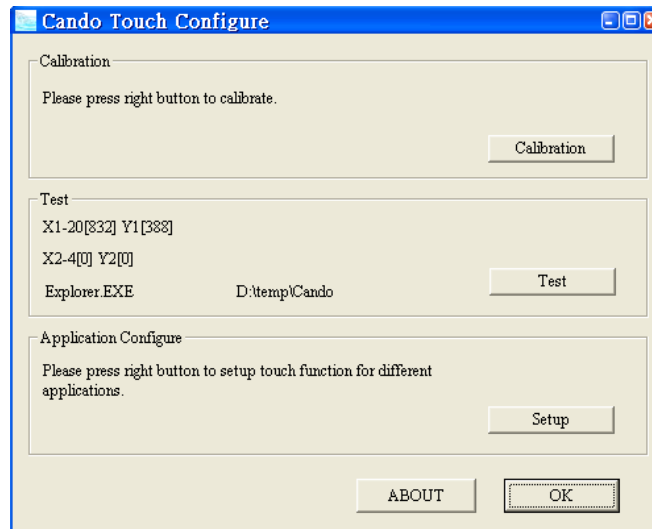 Cando Touch Configure
Calibration
Please press right button to calibrate.
Calibration
Test
X1-20[832] Y1[388]
X2-4[0] Y2[0]
Explorer.EXE D:\temp\Cando
Test
Application Configure
Please press right button to setup touch function for different
applications.
Setup
ABOUT OK